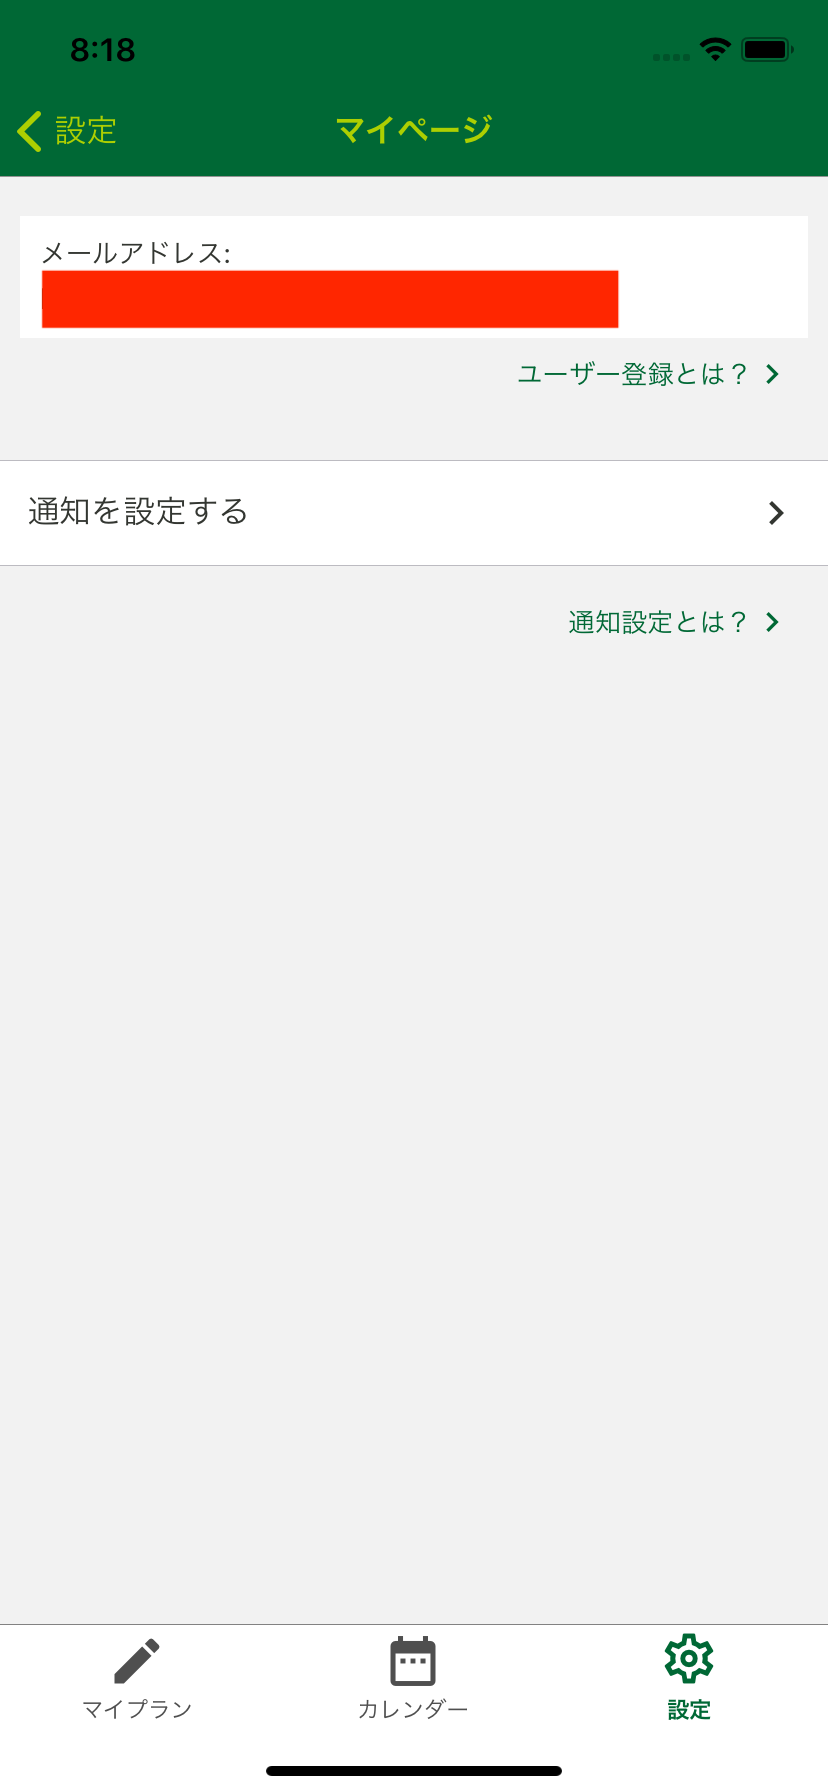 8:18
設定
マイページ
メールアドレス:
ユーザー登録とは？
通知を設定する
通知設定とは？
マイプラン
カレンダー
設定